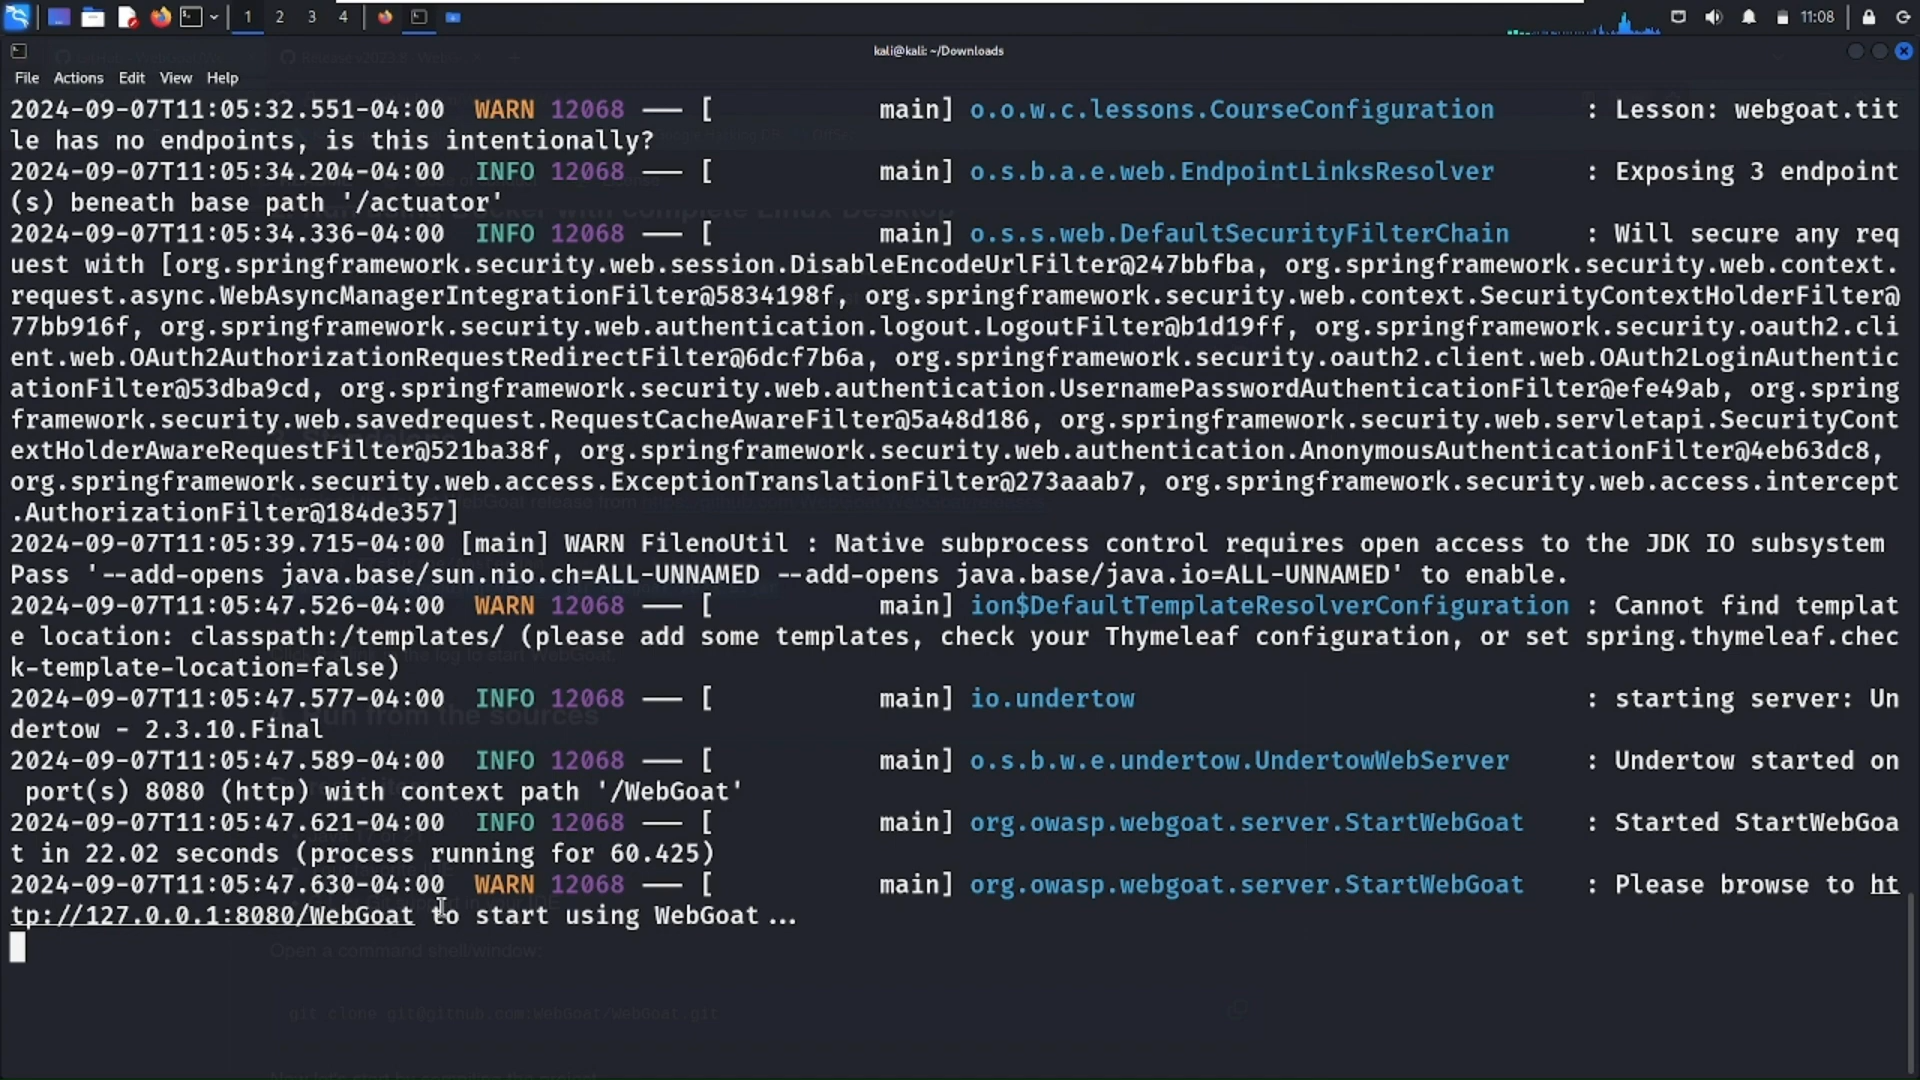 1 2 3 4 11:08
kali@kali: ~/Downloads
File Actions Edit View Help
2024-09-07T11:05:32.551-04:00 WARN 12068 — [ main] o.o.w.c.lessons.CourseConfiguration : Lesson: webgoat.tit
le has no endpoints, is this intentionally?
2024-09-07T11:05:34.204-04:00 INFO 12068 — [ main] o.s.b.a.e.web.EndpointLinksResolver : Exposing 3 endpoint
(s) beneath base path '/actuator'
2024-09-07T11:05:34.336-04:00 INFO 12068 — [ main] o.s.s.web.DefaultSecurityFilterChain : Will secure any req
uest with [org.springframework.security.web.session.DisableEncodeUrlFilter@247bbfba, org.springframework.security.web.context.
request.async.WebAsyncManagerIntegrationFilter@5834198f, org.springframework.security.web.context.SecurityContextHolderFilter@
77bb916f, org.springframework.security.web.authentication.logout.LogoutFilter@b1d19ff, org.springframework.security.oauth2.cli
ent.web.OAuth2AuthorizationRequestRedirectFilter@6dcf7b6a, org.springframework.security.oauth2.client.web.OAuth2LoginAuthentic
ationFilter@53dba9cd, org.springframework.security.web.authentication.UsernamePasswordAuthenticationFilter@efe49ab, org.spring
framework.security.web.savedrequest.RequestCacheAwareFilter@5a48d186, org.springframework.security.web.servletapi.SecurityCont
extHolderAwareRequestFilter@521ba38f, org.springframework.security.web.authentication.AnonymousAuthenticationFilter@4eb63dc8,
org.springframework.security.web.access.ExceptionTranslationFilter@273aaab7, org.springframework.security.web.access.intercept
.AuthorizationFilter@184de357]
2024-09-07T11:05:39.715-04:00 [main] WARN FilenoUtil : Native subprocess control requires open access to the JDK IO subsystem
Pass '--add-opens java.base/sun.nio.ch=ALL-UNNAMED --add-opens java.base/java.io=ALL-UNNAMED' to enable.
2024-09-07T11:05:47.526-04:00 WARN 12068 — [ main] ion$DefaultTemplateResolverConfiguration : Cannot find templat
e location: classpath:/templates/ (please add some templates, check your Thymeleaf configuration, or set spring.thymeleaf.chec
k-template-location=false)
2024-09-07T11:05:47.577-04:00 INFO 12068 — [ main] io.undertow : starting server: Un
dertow - 2.3.10.Final
2024-09-07T11:05:47.589-04:00 INFO 12068 — [ main] o.s.b.w.e.undertow.UndertowWebServer : Undertow started on
port(s) 8080 (http) with context path '/WebGoat'
2024-09-07T11:05:47.621-04:00 INFO 12068 — [ main] org.owasp.webgoat.server.StartWebGoat : Started StartWebGoa
t in 22.02 seconds (process running for 60.425)
2024-09-07T11:05:47.630-04:00 WARN 12068 — [ main] org.owasp.webgoat.server.StartWebGoat : Please browse to ht
tp://127.0.0.1:8080/WebGoat to start using WebGoat ...
Open a command shell/window:
git clone git@github.com:WebGoat/WebGoat.git